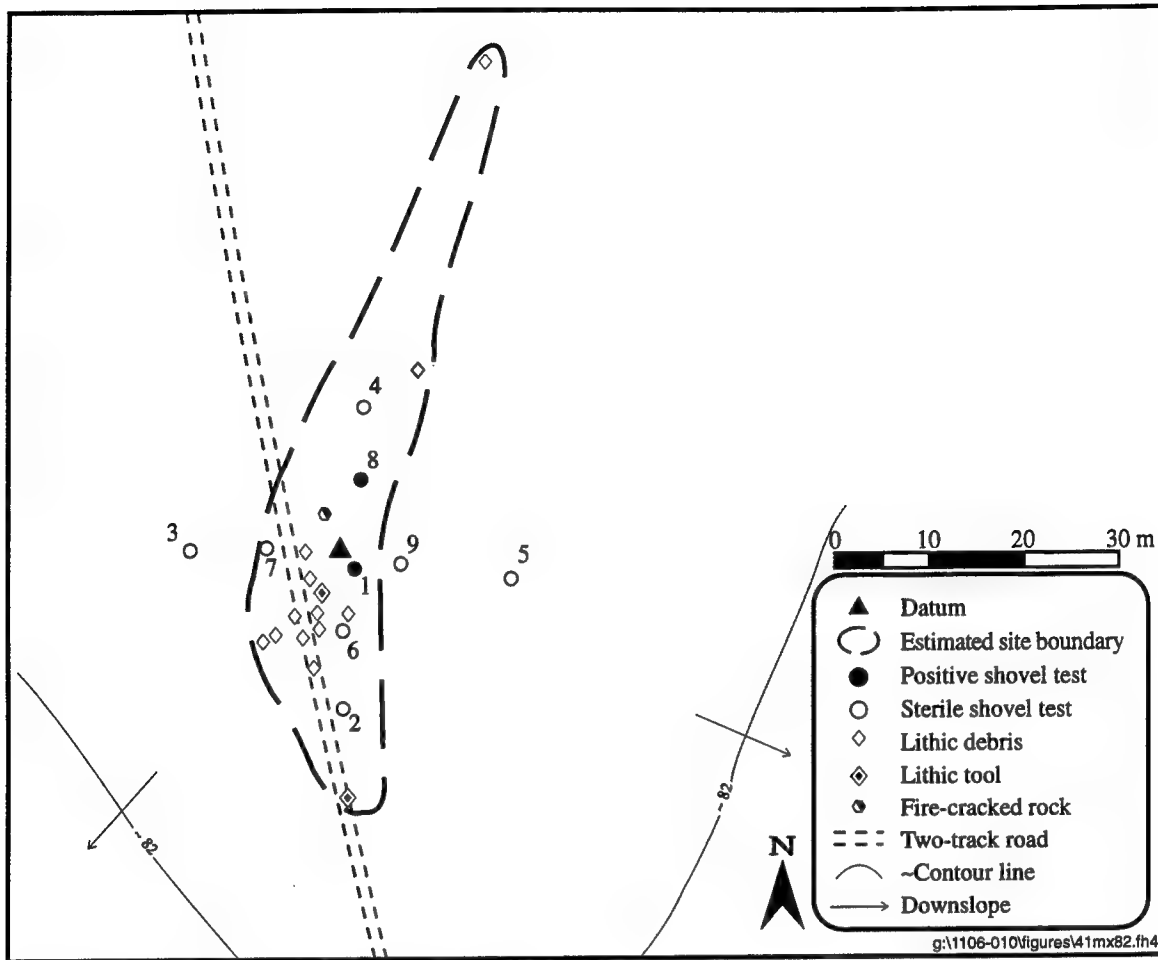 4
8
3
7
9
5
1
6
2
~ 82
~ 82
0 10 20 30 m
Datum
Estimated site boundary
Positive shovel test
Sterile shovel test
Lithic debris
Lithic tool
Fire-cracked rock
Two-track road
~Contour line
Downslope
N
g:\1106-010\figures\41mx82.fh4